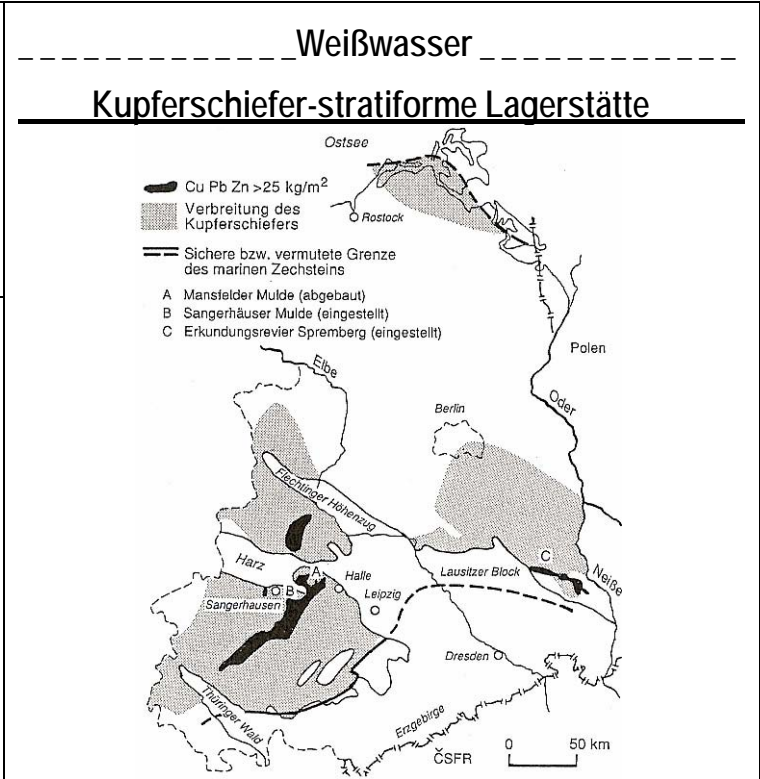 _ _ _ _ _ _ _ _ _ _ _ _ _ _Weißwasser _ _ _ _ _ _ _ _ _ _ _ _ _
Kupferschiefer-stratiforme Lagerstätte
Ostsee
Cu Pb Zn >25 kg/m²
Verbreitung des
Kupferschiefers
Rostock
Sichere bzw. vermutete Grenze
des marinen Zechsteins
A Mansfelder Mulde (abgebaut)
B Sangerhäuser Mulde (eingestellt)
C Erkundungsrevier Spremberg (eingestellt)
Polen
Elbe
Oder
Berlin
Flechtinger Höhenzug
Harz
A
B
Halle
Lausitzer Block
C
Neiße
Sangerhausen
Leipzig
Dresden
Thüringer Wald
Erzgebirge
ČSFR
0 50 km